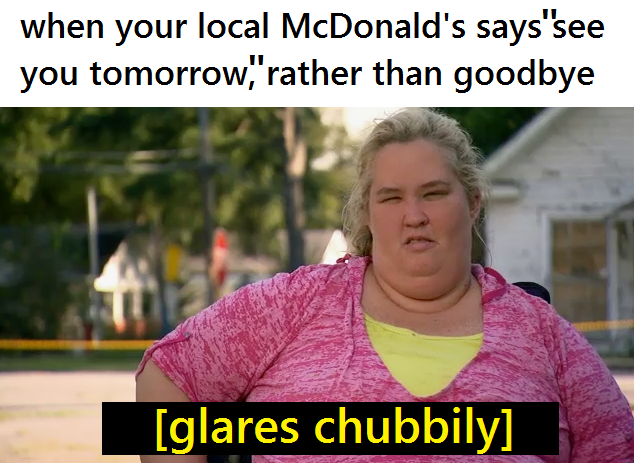 when your local McDonald's says"see
you tomorrow,"rather than goodbye
[glares chubbily]